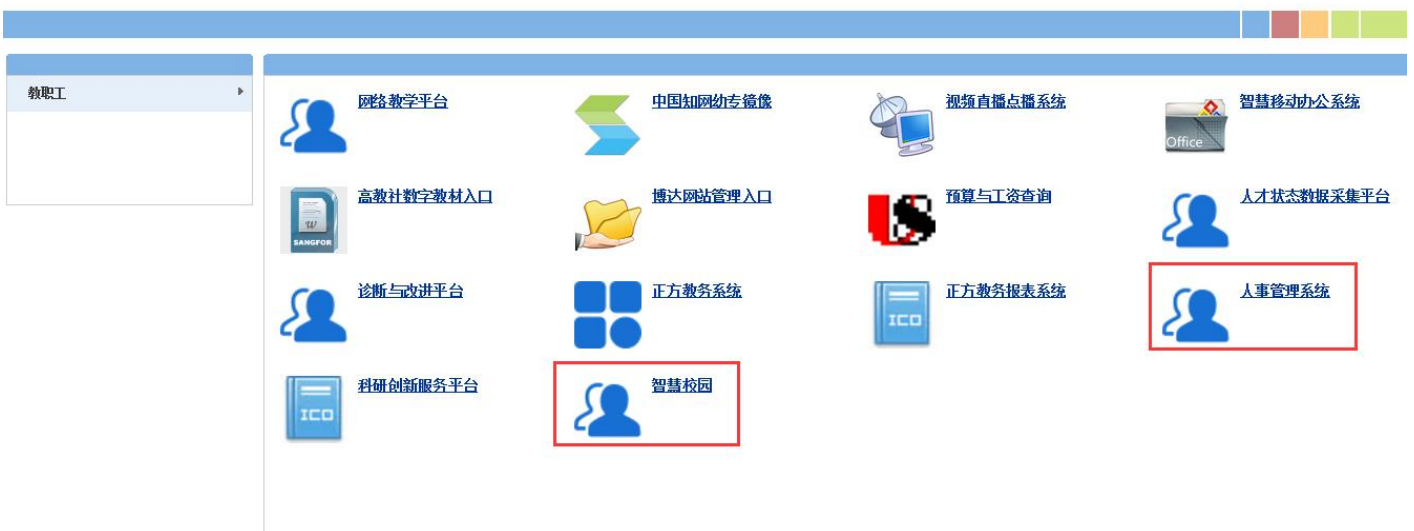 教职工
网络教学平台
中国知网幼专镜像
视频直播点播系统
智慧移动办公系统
Office
高教社数字教材入口
W
SANGFOR
博达网站管理入口
预算与工资查询
人才状态数据采集平台
诊断与改进平台
正方教务系统
正方教务报表系统
ICO
人事管理系统
科研创新服务平台
ICO
智慧校园